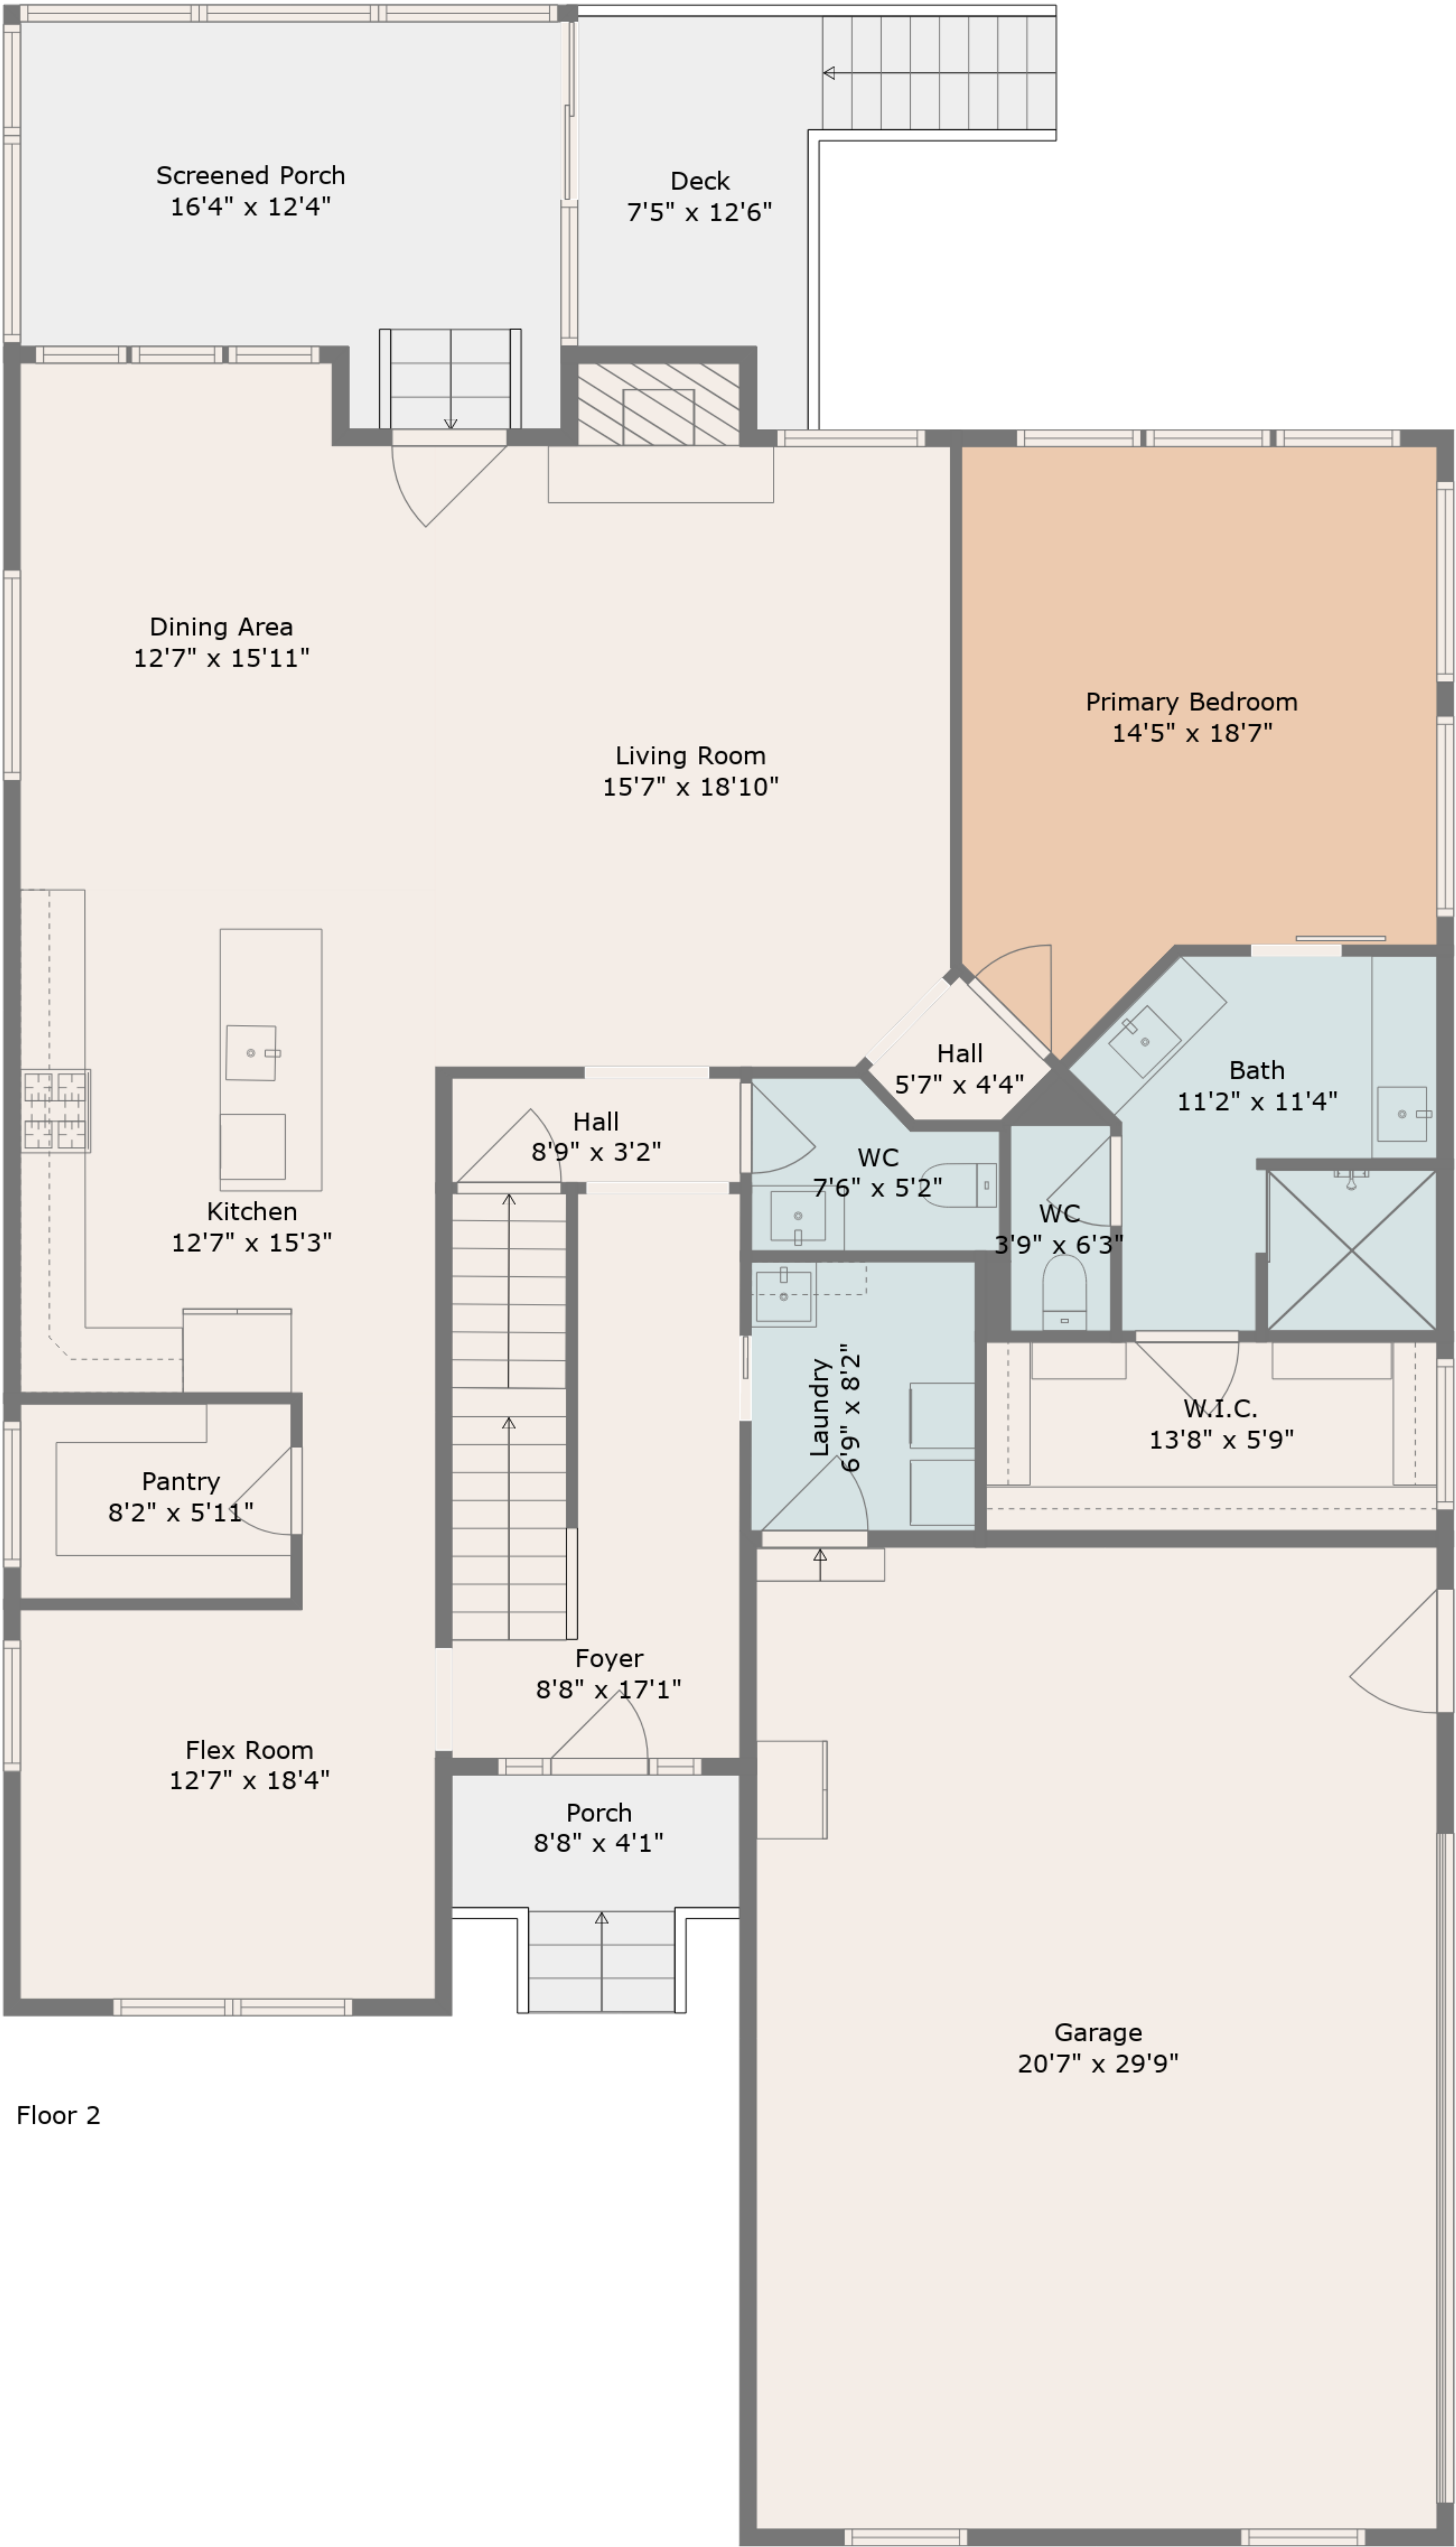 Screened Porch
16'4" x 12'4"
Deck
7'5" x 12'6"
Dining Area
12'7" x 15'11"
Living Room
15'7" x 18'10"
Primary Bedroom
14'5" x 18'7"
Hall
5'7" x 4'4"
Bath
11'2" x 11'4"
Hall
8'9" x 3'2"
WC
7'6" x 5'2"
WC
3'9" x 6'3"
Kitchen
12'7" x 15'3"
Laundry
6'9" x 8'2"
W.I.C.
13'8" x 5'9"
Pantry
8'2" x 5'11"
Foyer
8'8" x 17'1"
Flex Room
12'7" x 18'4"
Porch
8'8" x 4'1"
Garage
20'7" x 29'9"
Floor 2